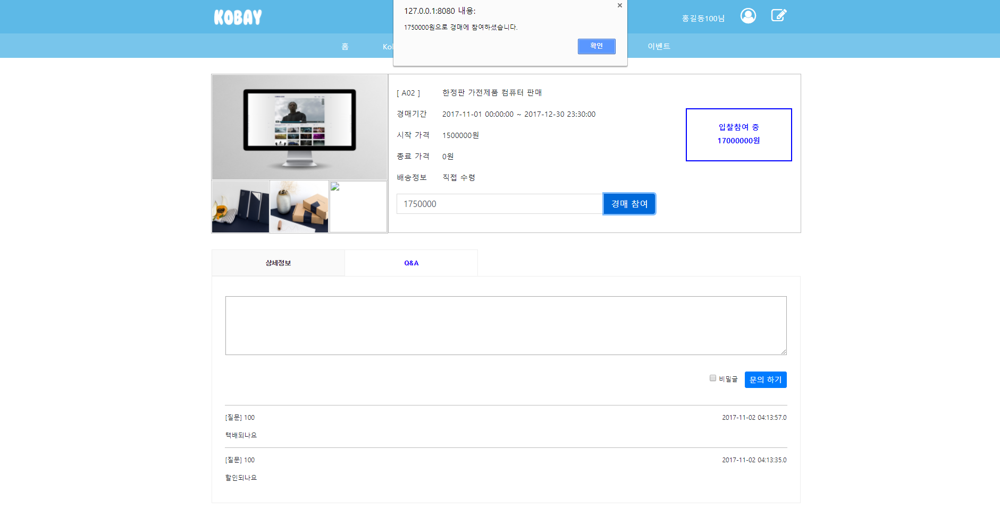 KOBAY
127.0.0.1:8080 내용:
1750000원으로 경매에 참여하셨습니다.
확인
홍길동100님
홈
이벤트
[ A02 ] 한정판 가전제품 컴퓨터 판매
경매기간 2017-11-01 00:00:00 ~ 2017-12-30 23:30:00
시작 가격 1500000원
종료 가격 0원
배송정보 직접 수령
1750000
경매 참여
입찰참여 중
17000000원
상세정보
Q&A
비밀글
문의 하기
[질문] 100
2017-11-02 04:13:57.0
택배되나요
[질문] 100
2017-11-02 04:13:35.0
할인되나요